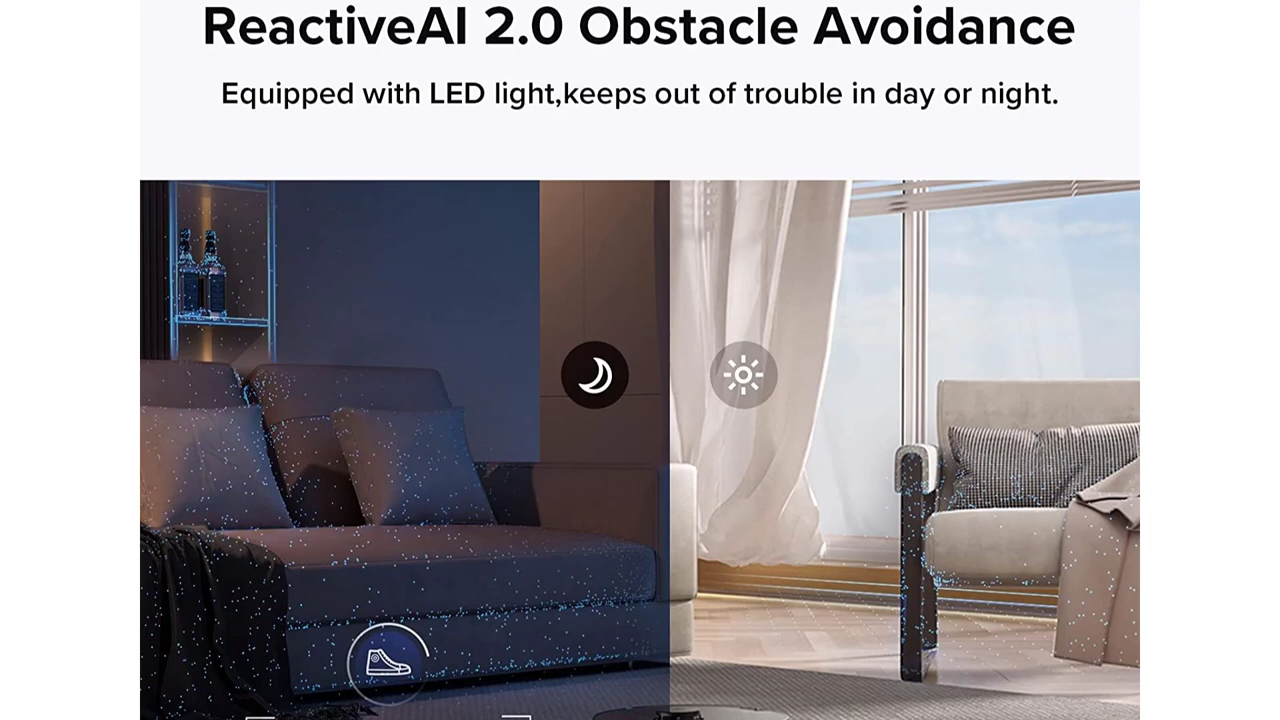 ReactiveAI 2.0 Obstacle Avoidance
Equipped with LED light,keeps out of trouble in day or night.